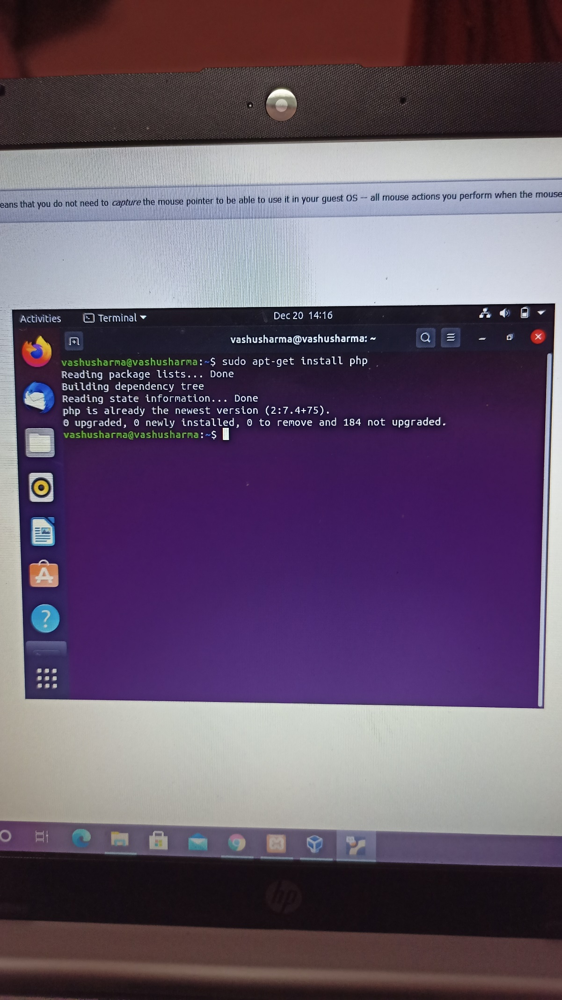 eans that you do not need to capture the mouse pointer to be able to use it in your guest OS -- all mouse actions you perform when the mouse
Activities Terminal Dec 20 14:16
vashusharma@vashusharma: ~
vashusharma@vashusharma:~$ sudo apt-get install php
Reading package lists... Done
Building dependency tree
Reading state information... Done
php is already the newest version (2:7.4+75).
0 upgraded, 0 newly installed, 0 to remove and 184 not upgraded.
vashusharma@vashusharma:~$
hp